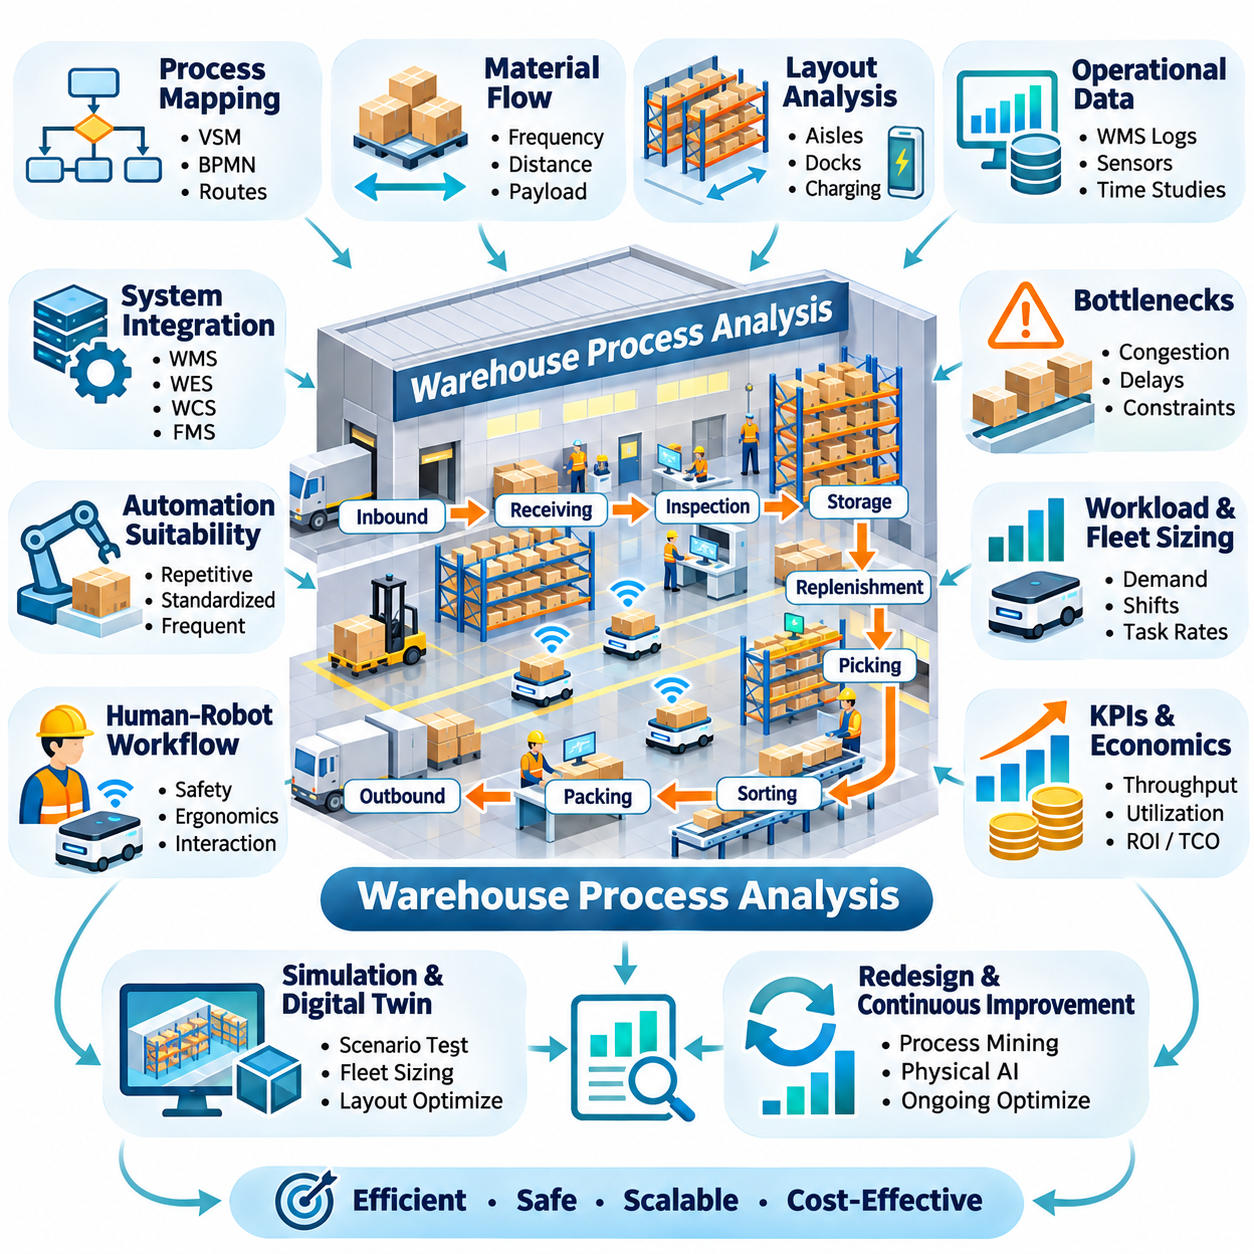 Process
Mapping
• VSM
• BPMN
• Routes
Material
Flow
• Frequency
• Distance
• Payload
Layout
Analysis
• Aisles
• Docks
• Charging
Operational
Data
• WMS Logs
• Sensors
• Time Studies
System
Integration
• WMS
• WES
• WCS
• FMS
Warehouse Process Analysis
Bottlenecks
• Congestion
• Delays
• Constraints
Automation
Suitability
• Repetitive
• Standardized
• Frequent
Inbound
Receiving
Inspection
Storage
Replenishment
Picking
Sorting
Packing
Outbound
Workload &
Fleet Sizing
• Demand
• Shifts
• Task Rates
Human-Robot
Workflow
• Safety
• Ergonomics
• Interaction
KPIs &
Economics
• Throughput
• Utilization
• ROI / TCO
Warehouse Process Analysis
Simulation &
Digital Twin
• Scenario Test
• Fleet Sizing
• Layout Optimize
Redesign &
Continuous Improvement
• Process Mining
• Physical AI
• Ongoing Optimize
Efficient • Safe • Scalable • Cost-Effective